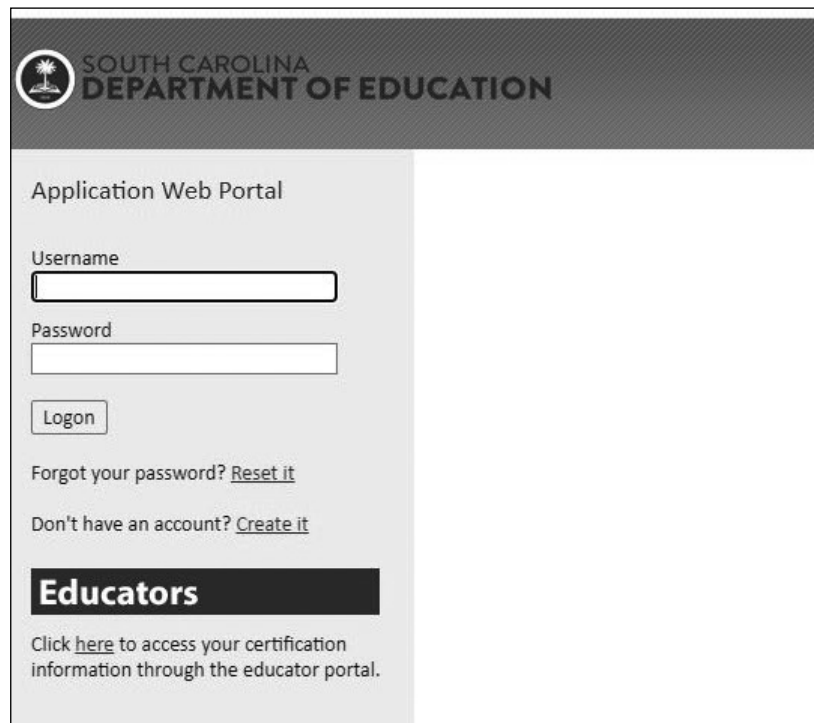 SOUTH CAROLINA
DEPARTMENT OF EDUCATION
Application Web Portal
Username
Password
Logon
Forgot your password? Reset it
Don't have an account? Create it
Educators
Click here to access your certification
information through the educator portal.